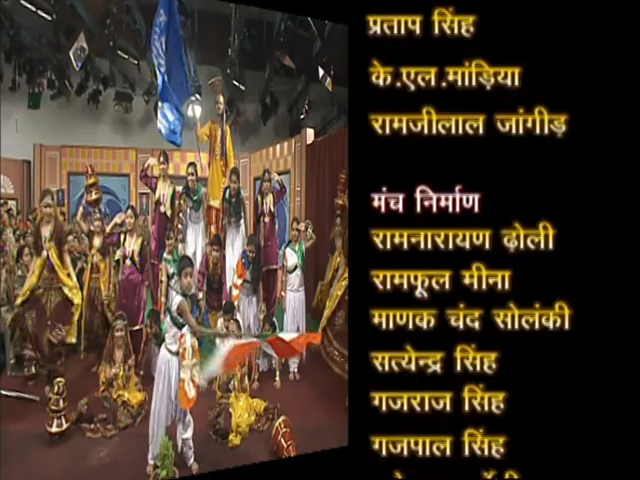 प्रताप सिंह
के.एल.मांड़िया
रामजीलाल जांगीड़
मंच निर्माण
रामनारायण ढ़ोली
रामफूल मीना
माणक चंद सोलंकी
सत्येन्द्र सिंह
गजराज सिंह
गजपाल सिंह